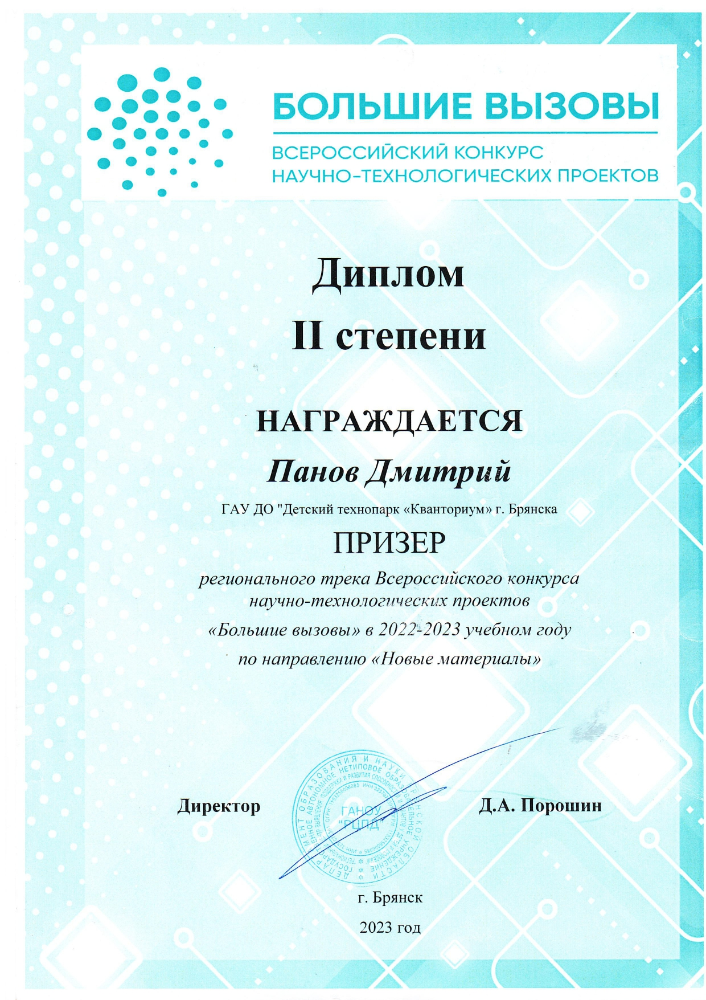 БОЛЬШИЕ ВЫЗОВЫ
ВСЕРОССИЙСКИЙ КОНКУРС
НАУЧНО-ТЕХНОЛОГИЧЕСКИХ ПРОЕКТОВ
Диплом
II степени
НАГРАЖДАЕТСЯ
Панов Дмитрий
ГАУ ДО "Детский технопарк «Кванториум» г. Брянска
ПРИЗЕР
регионального трека Всероссийского конкурса
научно-технологических проектов
«Большие вызовы» в 2022-2023 учебном году
по направлению «Новые материалы»
Директор
ГАНОУ
"РЦПД"
Д.А. Порошин
г. Брянск
2023 год